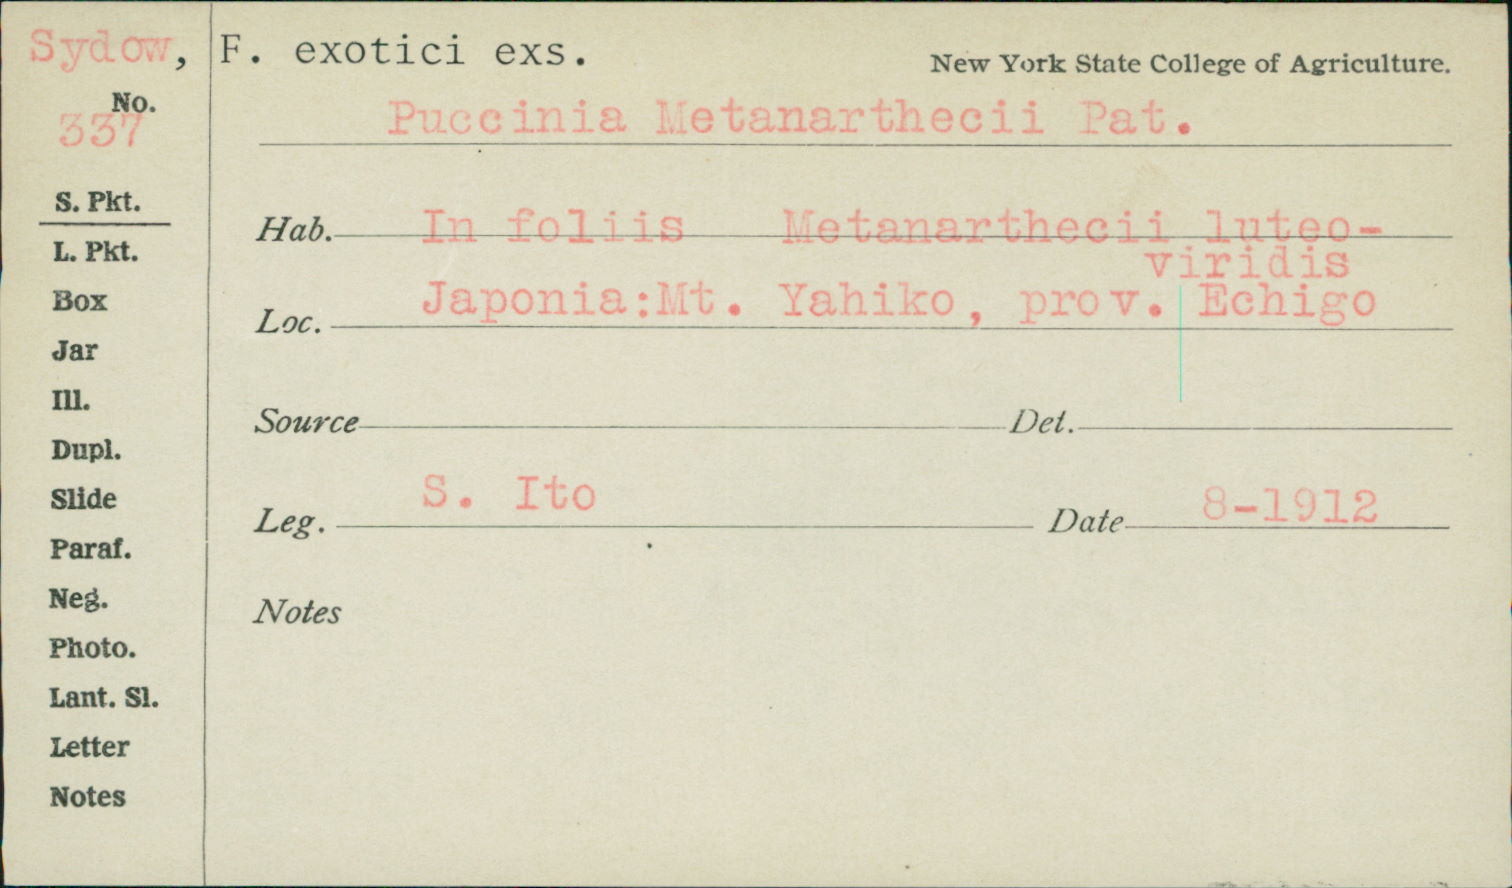 Sydow, F. exotici exs.
New York State College of Agriculture.
No.
337
Puccinia Metanarthecii Pat.
S. Pkt.
L. Pkt.
Box
Jar
Ill.
Dupl.
Slide
Paraf.
Neg.
Photo.
Lant. Sl.
Letter
Notes
Hab. In foliis Metanarthecii luteo-
viridis
Loc. Japonia:Mt. Yahiko, prov. Echigo
Source Det.
Leg. S. Ito Date 8-1912
Notes